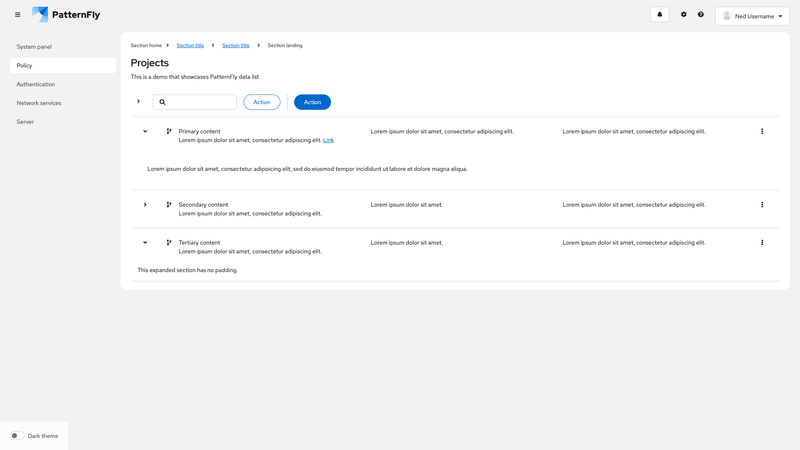 PatternFly
Ned Username
System panel
Policy
Authentication
Network services
Server
Section home
Section title
Section title
Section landing
Projects
This is a demo that showcases PatternFly data list
Action
Action
Primary content
Lorem ipsum dolor sit amet, consectetur adipiscing elit. Link
Lorem ipsum dolor sit amet, consectetur adipiscing elit.
Lorem ipsum dolor sit amet, consectetur adipiscing elit.
Lorem ipsum dolor sit amet, consectetur adipisicing elit, sed do eiusmod tempor incididunt ut labore et dolore magna aliqua.
Secondary content
Lorem ipsum dolor sit amet, consectetur adipiscing elit.
Lorem ipsum dolor sit amet.
Lorem ipsum dolor sit amet, consectetur adipiscing elit.
Tertiary content
Lorem ipsum dolor sit amet, consectetur adipiscing elit.
Lorem ipsum dolor sit amet.
Lorem ipsum dolor sit amet, consectetur adipiscing elit.
This expanded section has no padding.
Dark theme